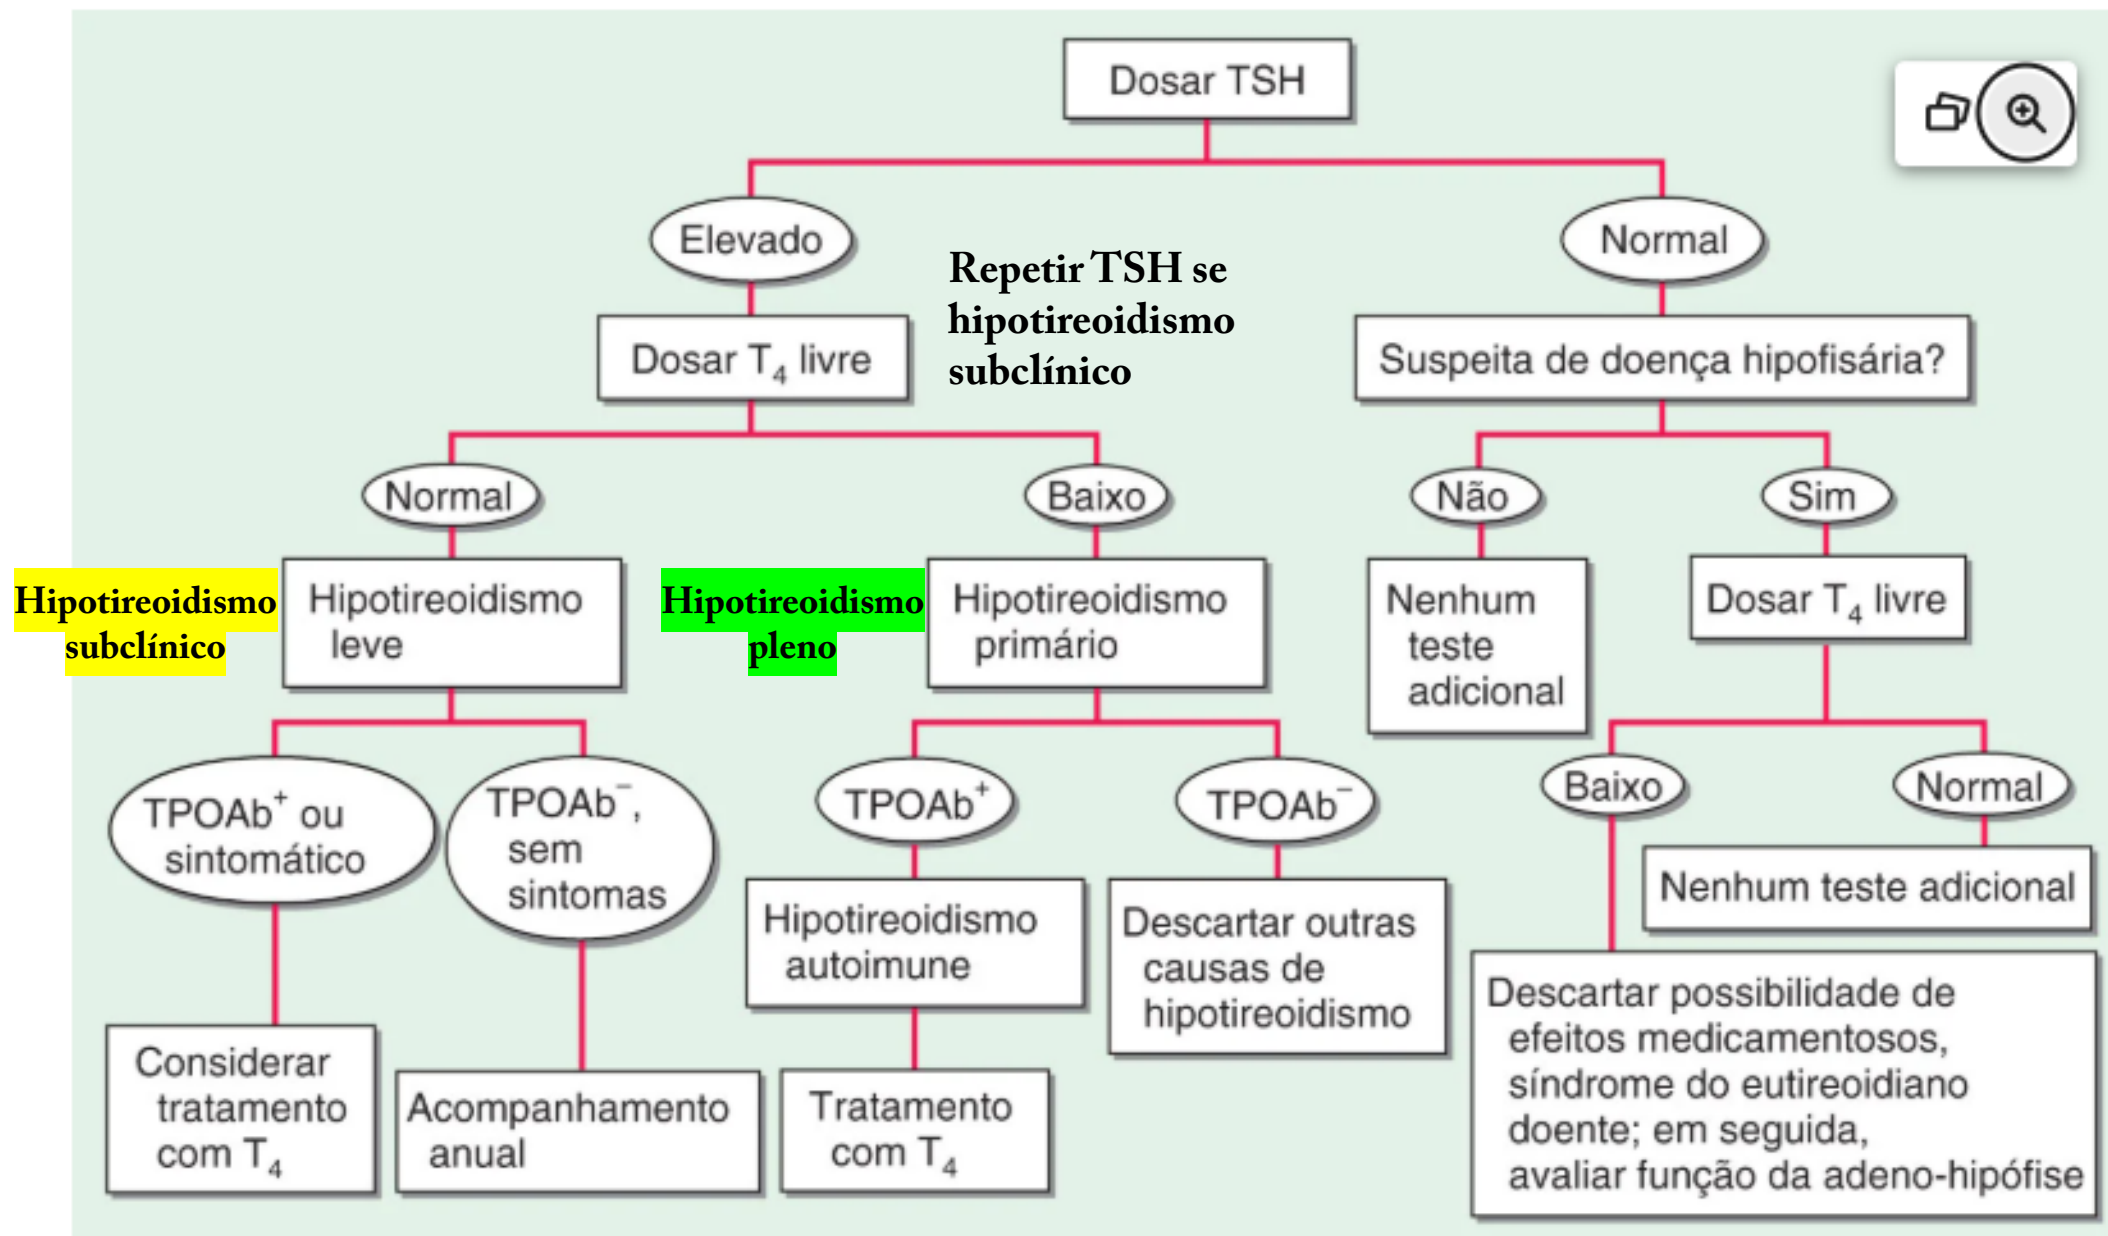 Dosar TSH
Elevado
Normal
Repetir TSH se
hipotireoidismo
subclínico
Dosar T₄ livre
Suspeita de doença hipofisária?
Normal
Baixo
Não
Sim
Hipotireoidismo
subclínico
Hipotireoidismo
leve
Hipotireoidismo
pleno
Hipotireoidismo
primário
Nenhum
teste
adicional
Dosar T₄ livre
TPOAb⁺ ou
sintomático
TPOAb⁻,
sem
sintomas
TPOAb⁺
TPOAb⁻
Baixo
Normal
Nenhum teste adicional
Hipotireoidismo
autoimune
Descartar outras
causas de
hipotireoidismo
Descartar possibilidade de
efeitos medicamentosos,
síndrome do eutireoidiano
doente; em seguida,
avaliar função da adeno-hipófise
Considerar
tratamento
com T₄
Acompanhamento
anual
Tratamento
com T₄